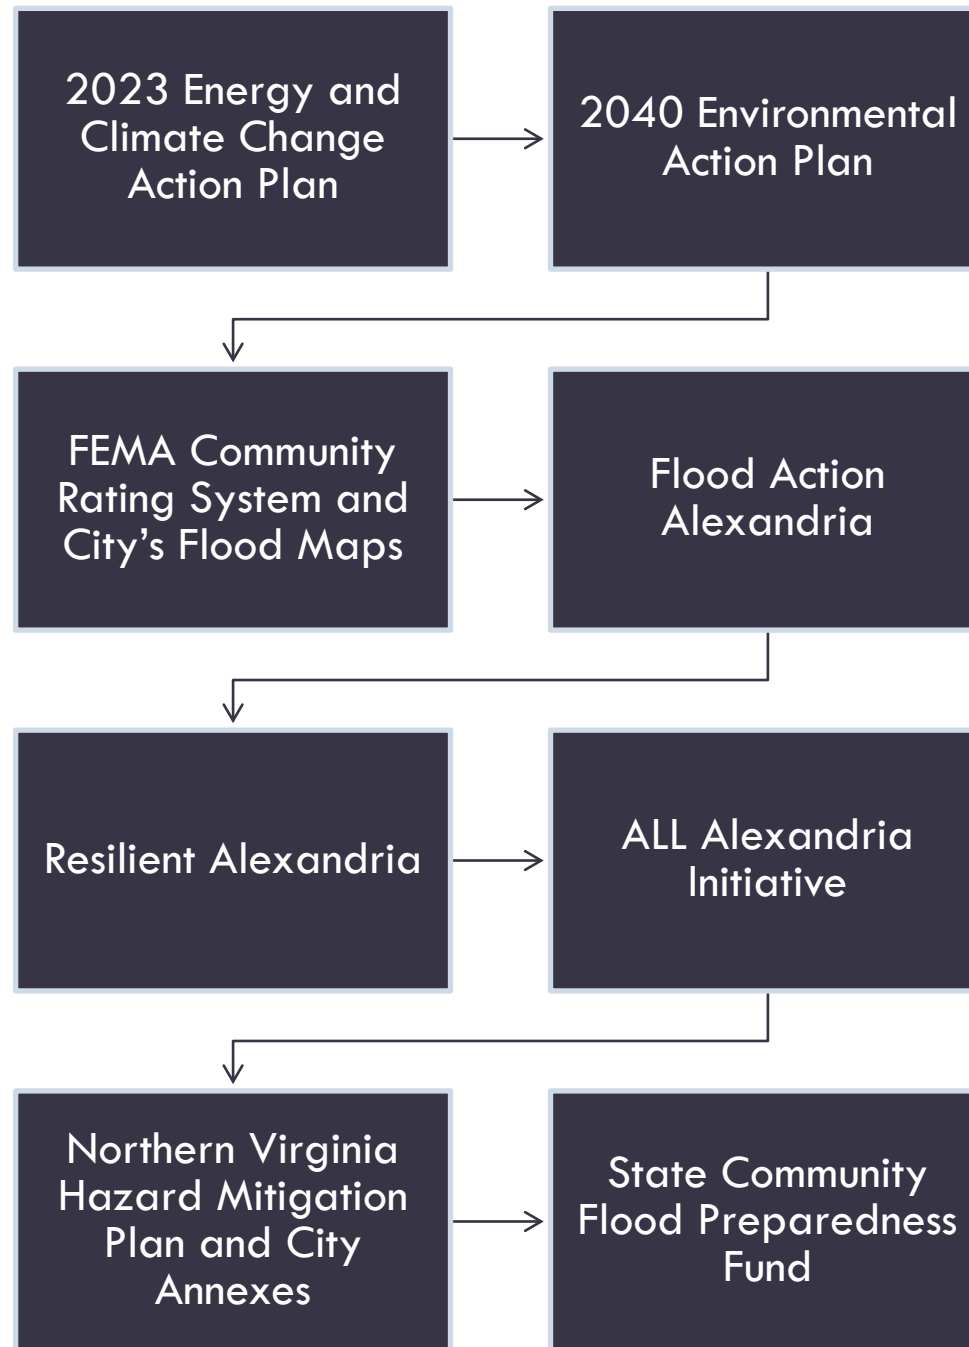 2023 Energy and
Climate Change
Action Plan
2040 Environmental
Action Plan
FEMA Community
Rating System and
City’s Flood Maps
Flood Action
Alexandria
Resilient Alexandria
ALL Alexandria
Initiative
Northern Virginia
Hazard Mitigation
Plan and City
Annexes
State Community
Flood Preparedness
Fund